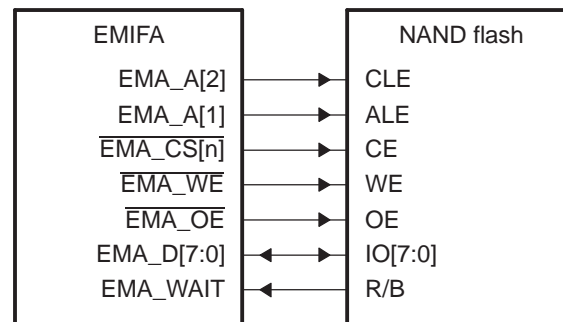 EMIFA NAND flash
EMA_A[2] CLE
EMA_A[1] ALE
EMA_CS[n] CE
EMA_WE WE
EMA_OE OE
EMA_D[7:0] IO[7:0]
EMA_WAIT R/B